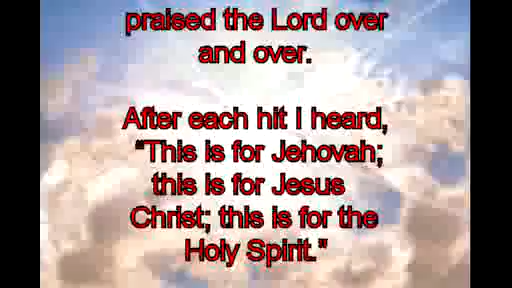 praised the Lord over
and over.
After each hit I heard,
“This is for Jehovah;
this is for Jesus
Christ; this is for the
Holy Spirit.”